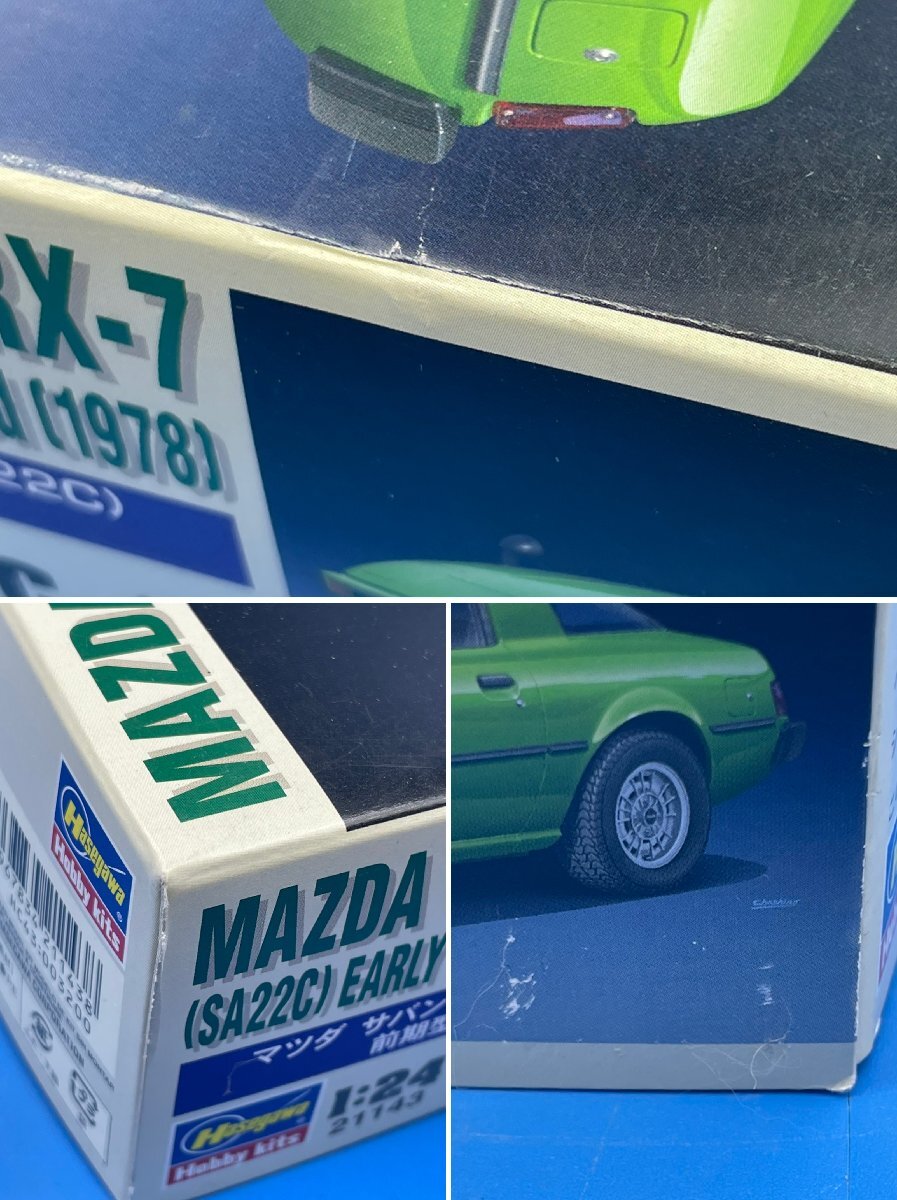 RX-7
d (1978)
22C)
MAZD
Hasegawa
Hobby kits
MAZDA
(SA22C) EARLY
マツダ サバン
前期型
Hasegawa
Hobby kits
1:24
21143